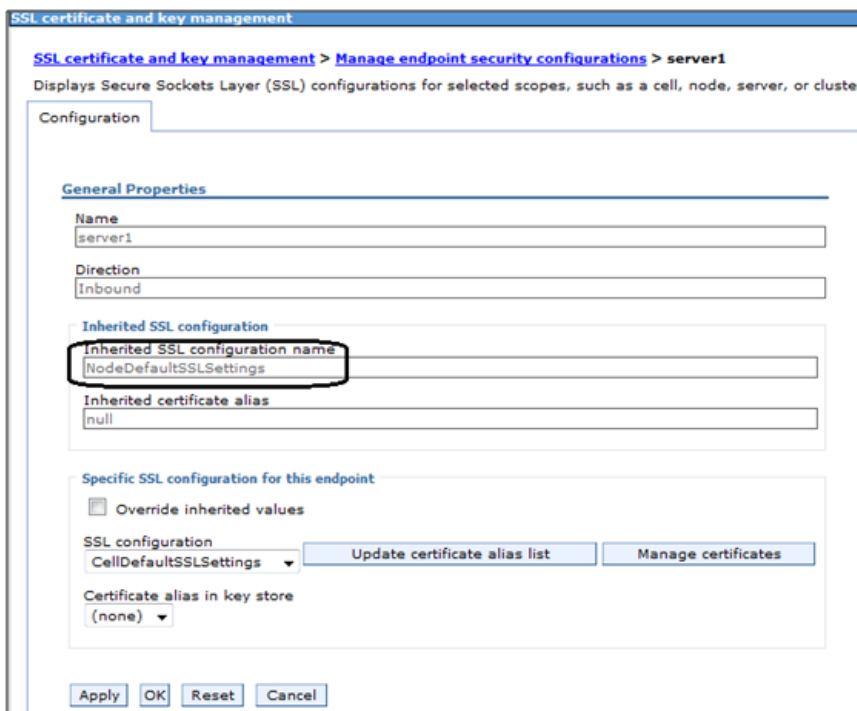 SSL certificate and key management
SSL certificate and key management > Manage endpoint security configurations > server1
Displays Secure Sockets Layer (SSL) configurations for selected scopes, such as a cell, node, server, or cluste
Configuration
General Properties
Name
server1
Direction
Inbound
Inherited SSL configuration
Inherited SSL configuration name
NodeDefaultSSLSettings
Inherited certificate alias
null
Specific SSL configuration for this endpoint
Override inherited values
SSL configuration
CellDefaultSSLSettings Update certificate alias list Manage certificates
Certificate alias in key store
(none)
Apply OK Reset Cancel